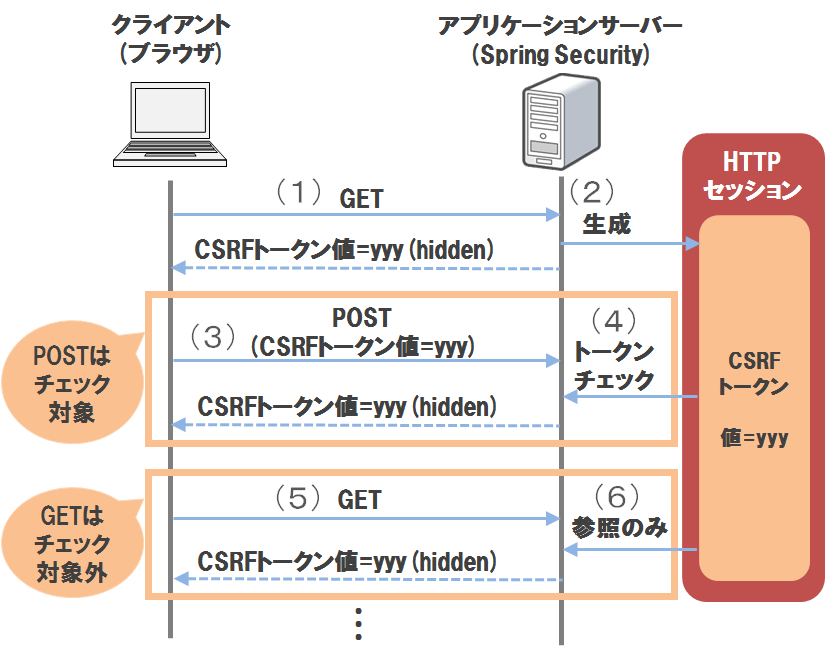 クライアント
(ブラウザ)
アプリケーションサーバー
(Spring Security)
HTTP
セッション
(1) GET
(2)
生成
CSRFトークン値=yyy (hidden)
POSTは
チェック
対象
(3)
POST
(CSRFトークン値=yyy)
(4)
トークン
チェック
CSRFトークン値=yyy (hidden)
CSRF
トークン
値=yyy
GETは
チェック
対象外
(5) GET
(6)
参照のみ
CSRFトークン値=yyy (hidden)